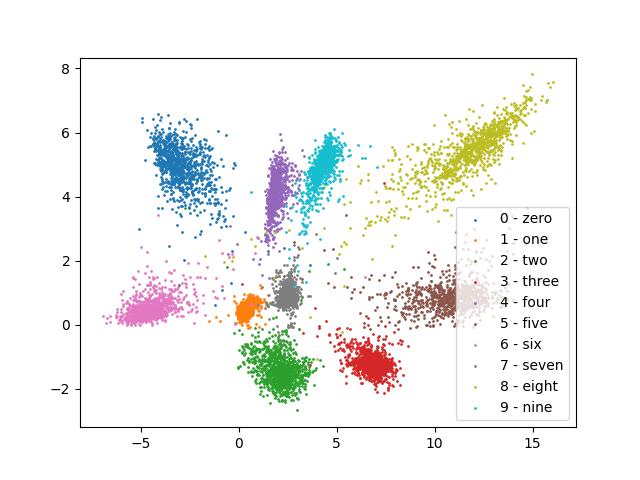 8
6
4
2
0
−2
−5
0
5
10
15
0 - zero
1 - one
2 - two
3 - three
4 - four
5 - five
6 - six
7 - seven
8 - eight
9 - nine